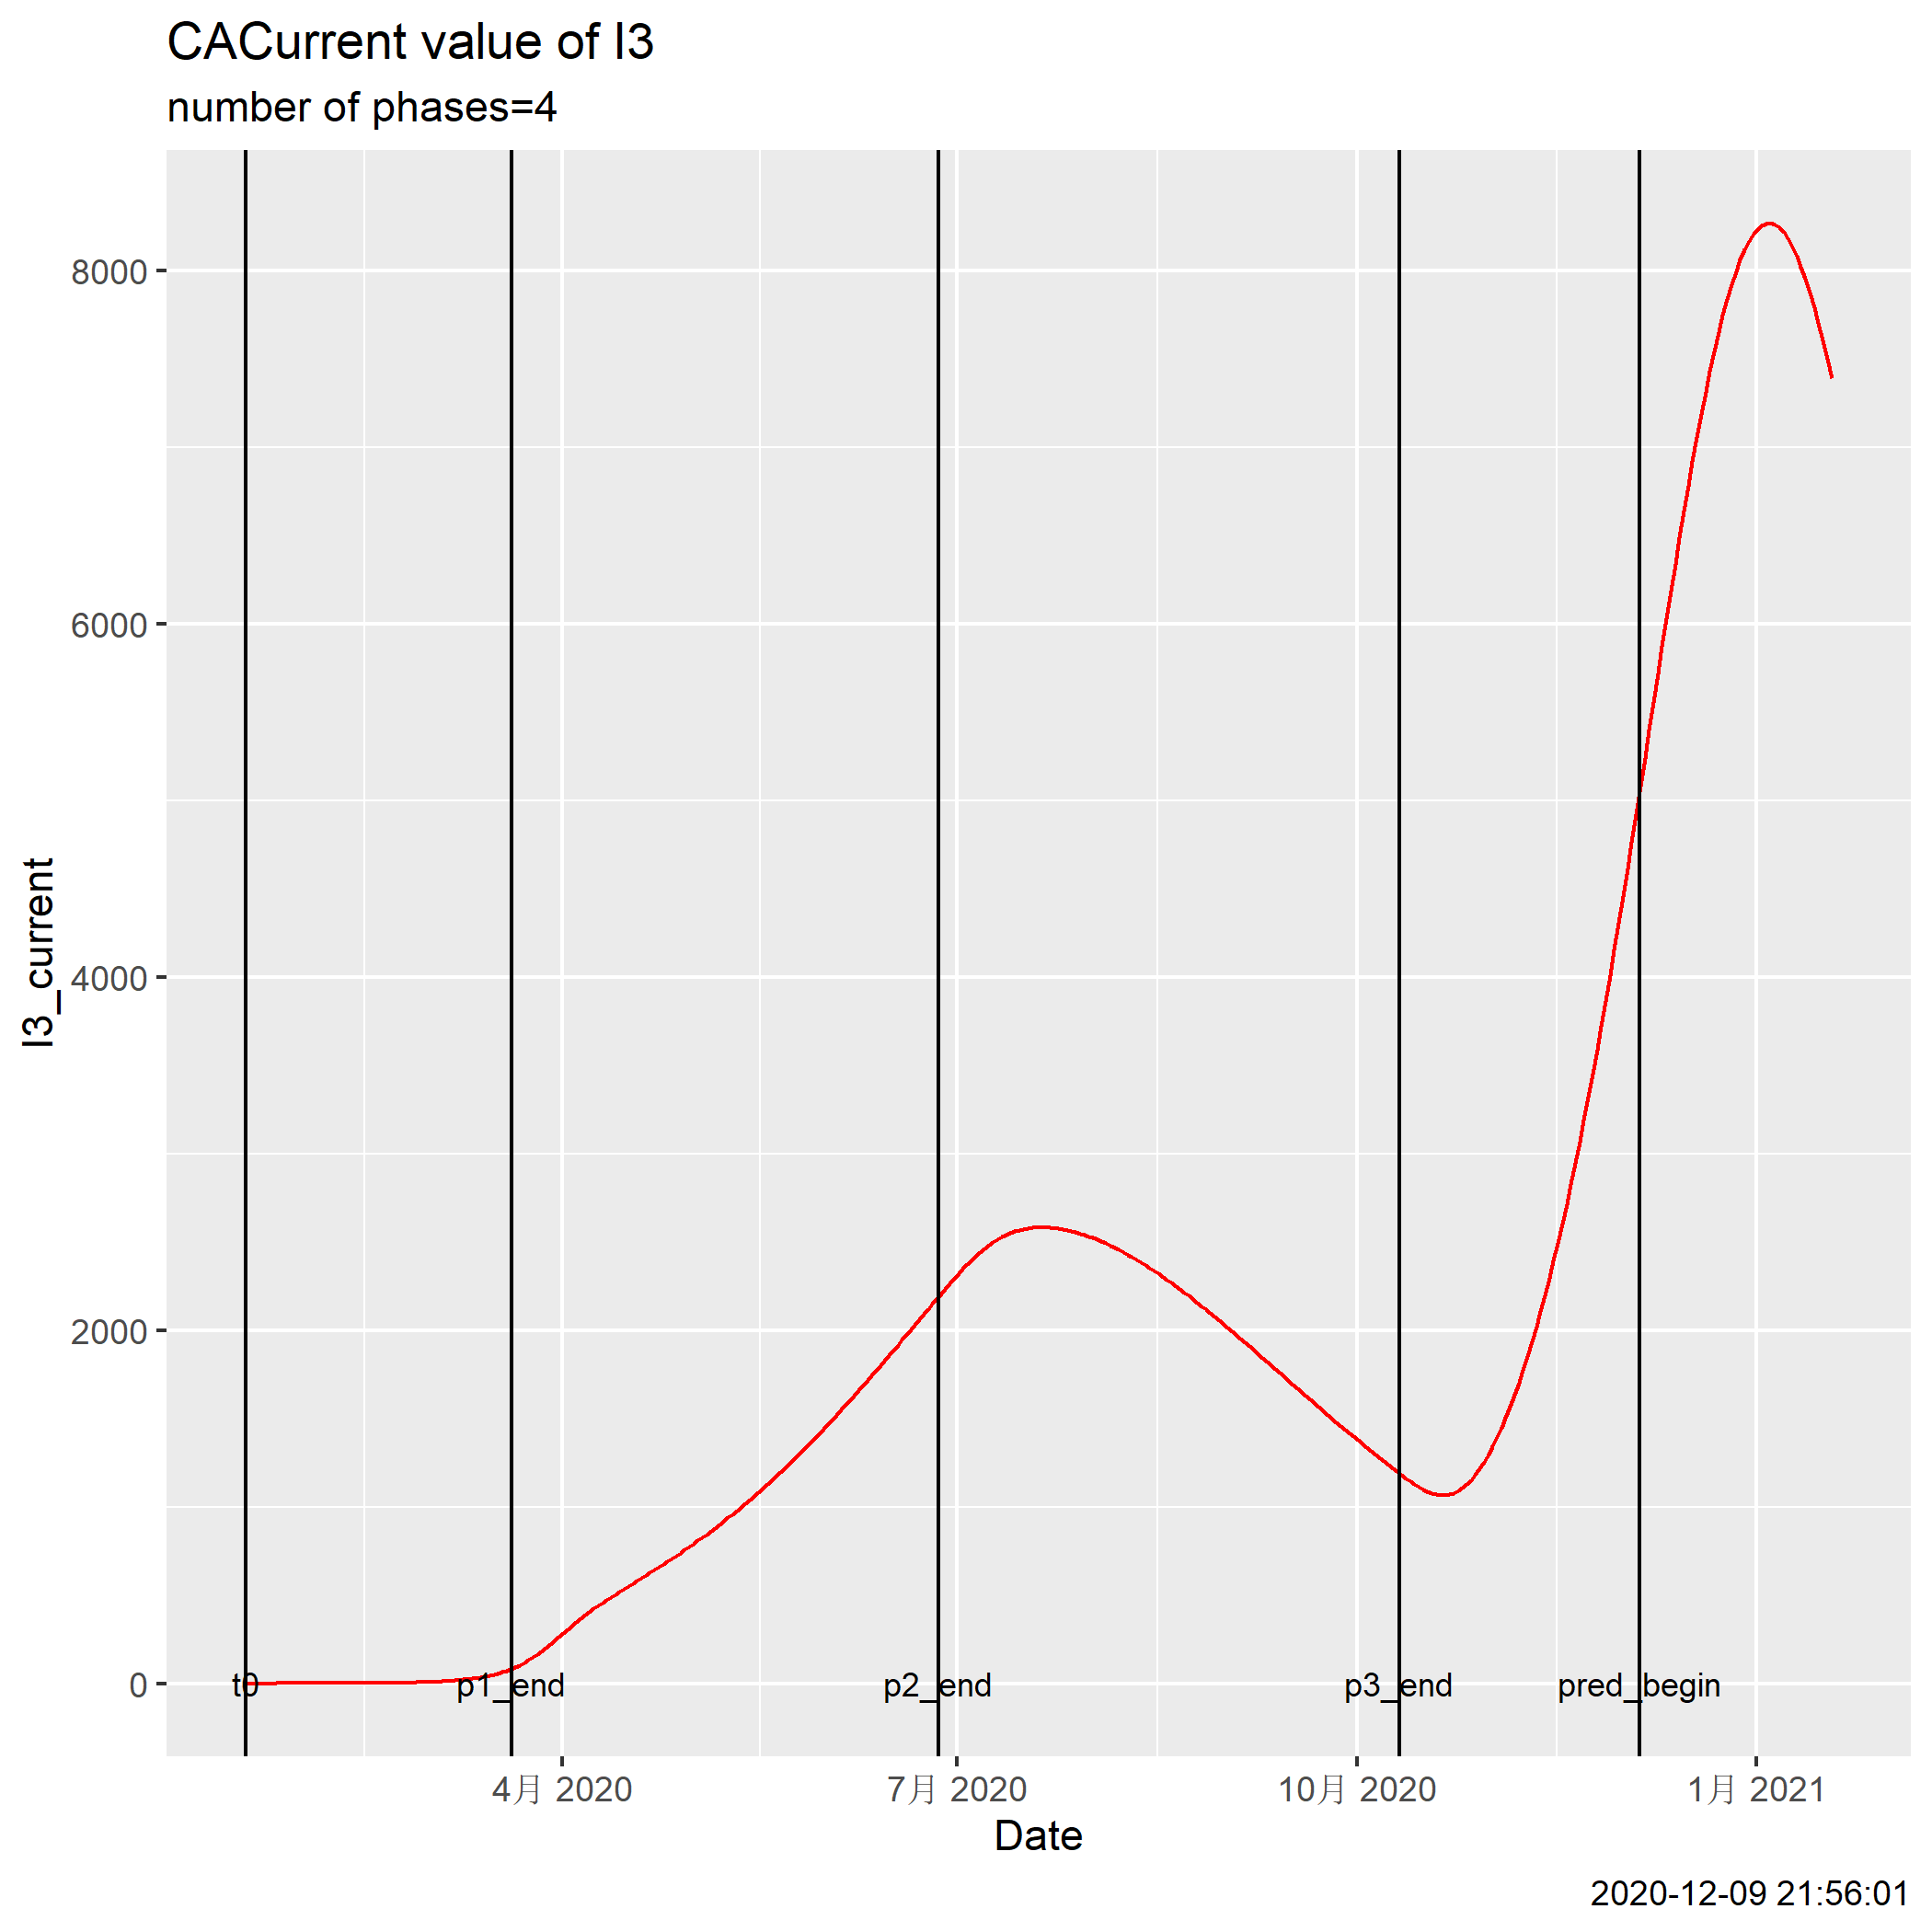 CACurrent value of I3
number of phases=4
I3_current
8000
6000
4000
2000
0
t0
p1_end
p2_end
p3_end
pred_begin
4月 2020
7月 2020
10月 2020
1月 2021
Date
2020-12-09 21:56:01